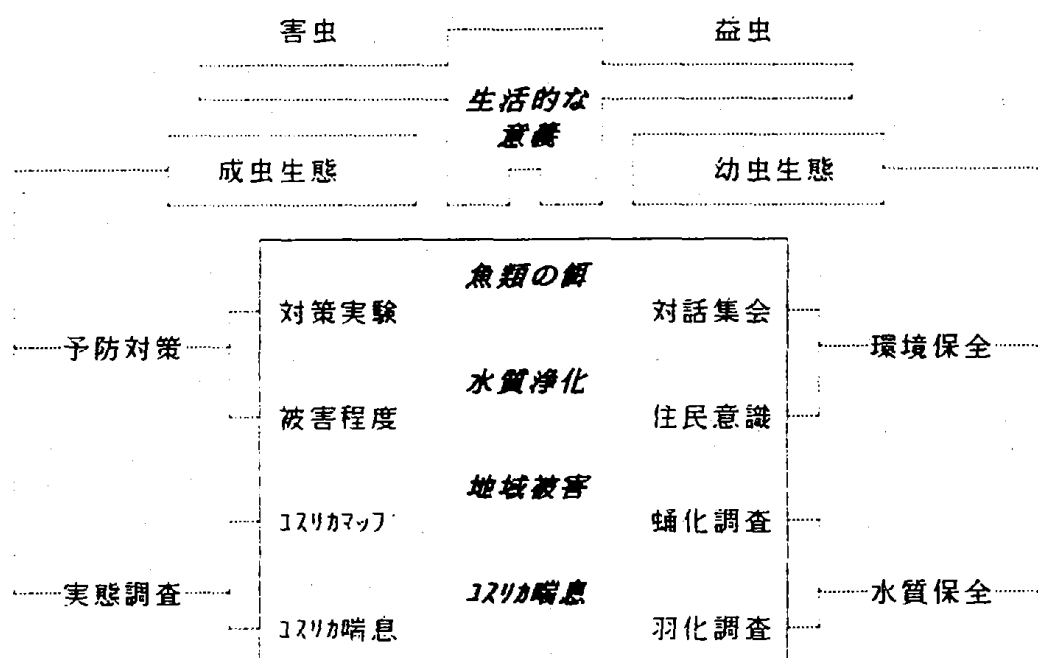 害虫
益虫
生活的な
意義
成虫生態
幼虫生態
魚類の餌
対策実験
対話集会
予防対策
環境保全
水質浄化
被害程度
住民意識
地域被害
ユスリカマップ
蛹化調査
実態調査
ユスリカ喘息
水質保全
ユスリカ喘息
羽化調査